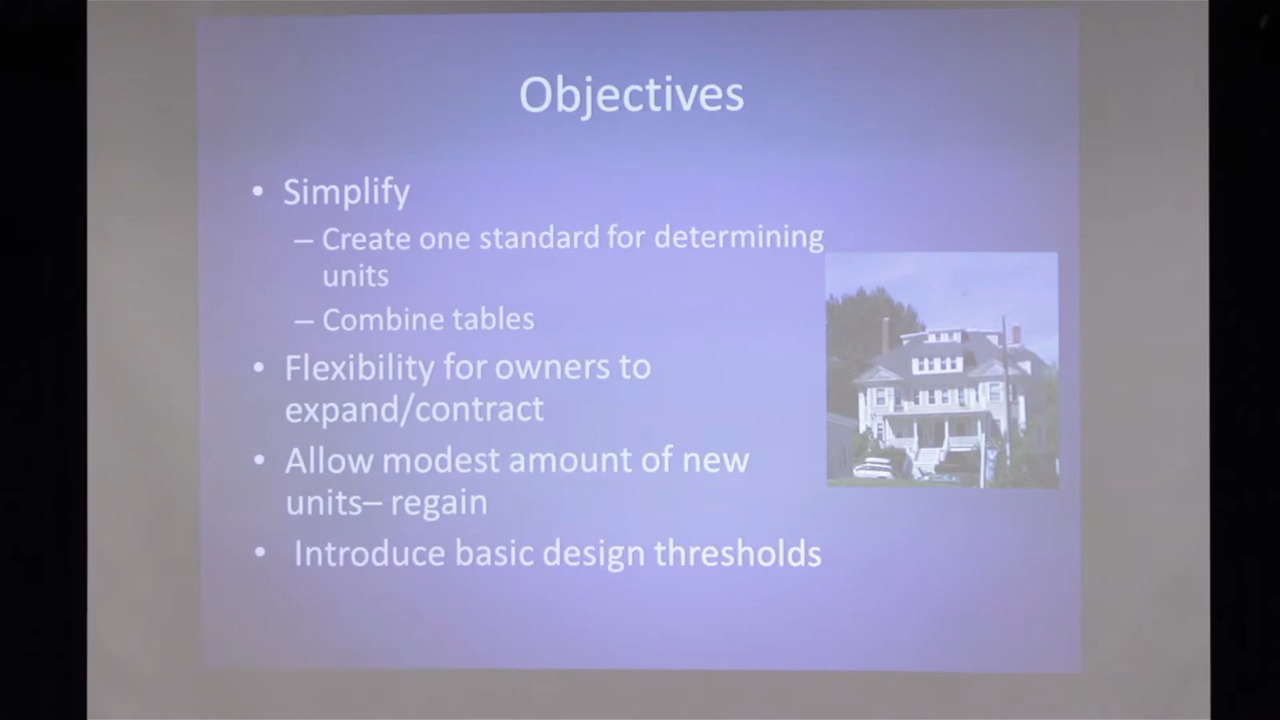 Objectives
• Simplify
– Create one standard for determining
units
– Combine tables
• Flexibility for owners to
expand/contract
• Allow modest amount of new
units– regain
• Introduce basic design thresholds